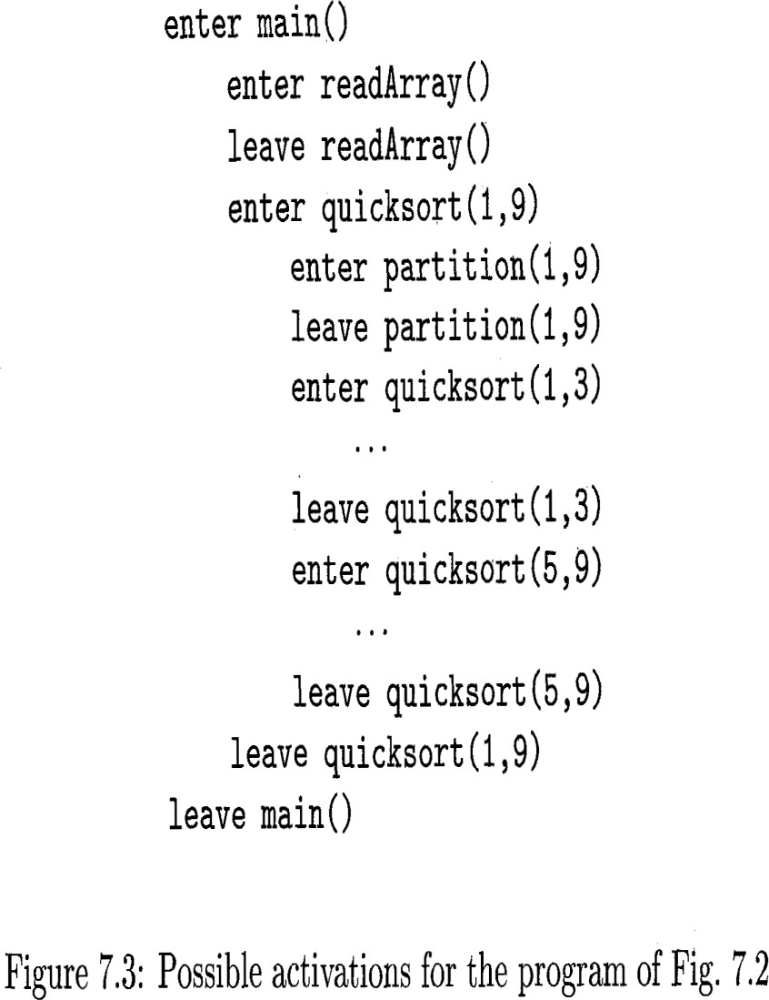 enter main()
enter readArray()
leave readArray()
enter quicksort(1,9)
enter partition(1,9)
leave partition(1,9)
enter quicksort(1,3)
...
leave quicksort(1,3)
enter quicksort(5,9)
...
leave quicksort(5,9)
leave quicksort(1,9)
leave main()
Figure 7.3: Possible activations for the program of Fig. 7.2